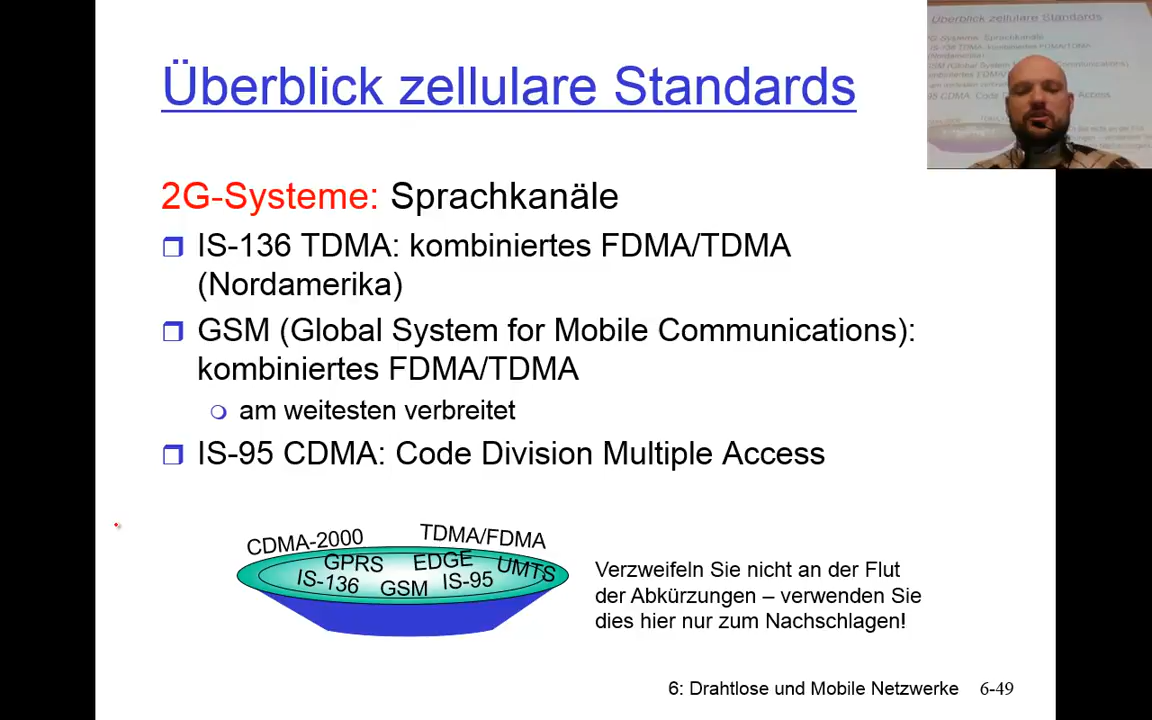 Überblick zellulare Standards
2G-Systeme: Sprachkanäle
IS-136 TDMA: kombiniertes FDMA/TDMA
(Nordamerika)
GSM (Global System for Mobile Communications):
kombiniertes FDMA/TDMA
am weitesten verbreitet
IS-95 CDMA: Code Division Multiple Access
CDMA-2000
TDMA/FDMA
GPRS
EDGE
UMTS
IS-136
GSM
IS-95
Verzweifeln Sie nicht an der Flut
der Abkürzungen – verwenden Sie
dies hier nur zum Nachschlagen!
6: Drahtlose und Mobile Netzwerke
6-49
Überblick zellulare Standards